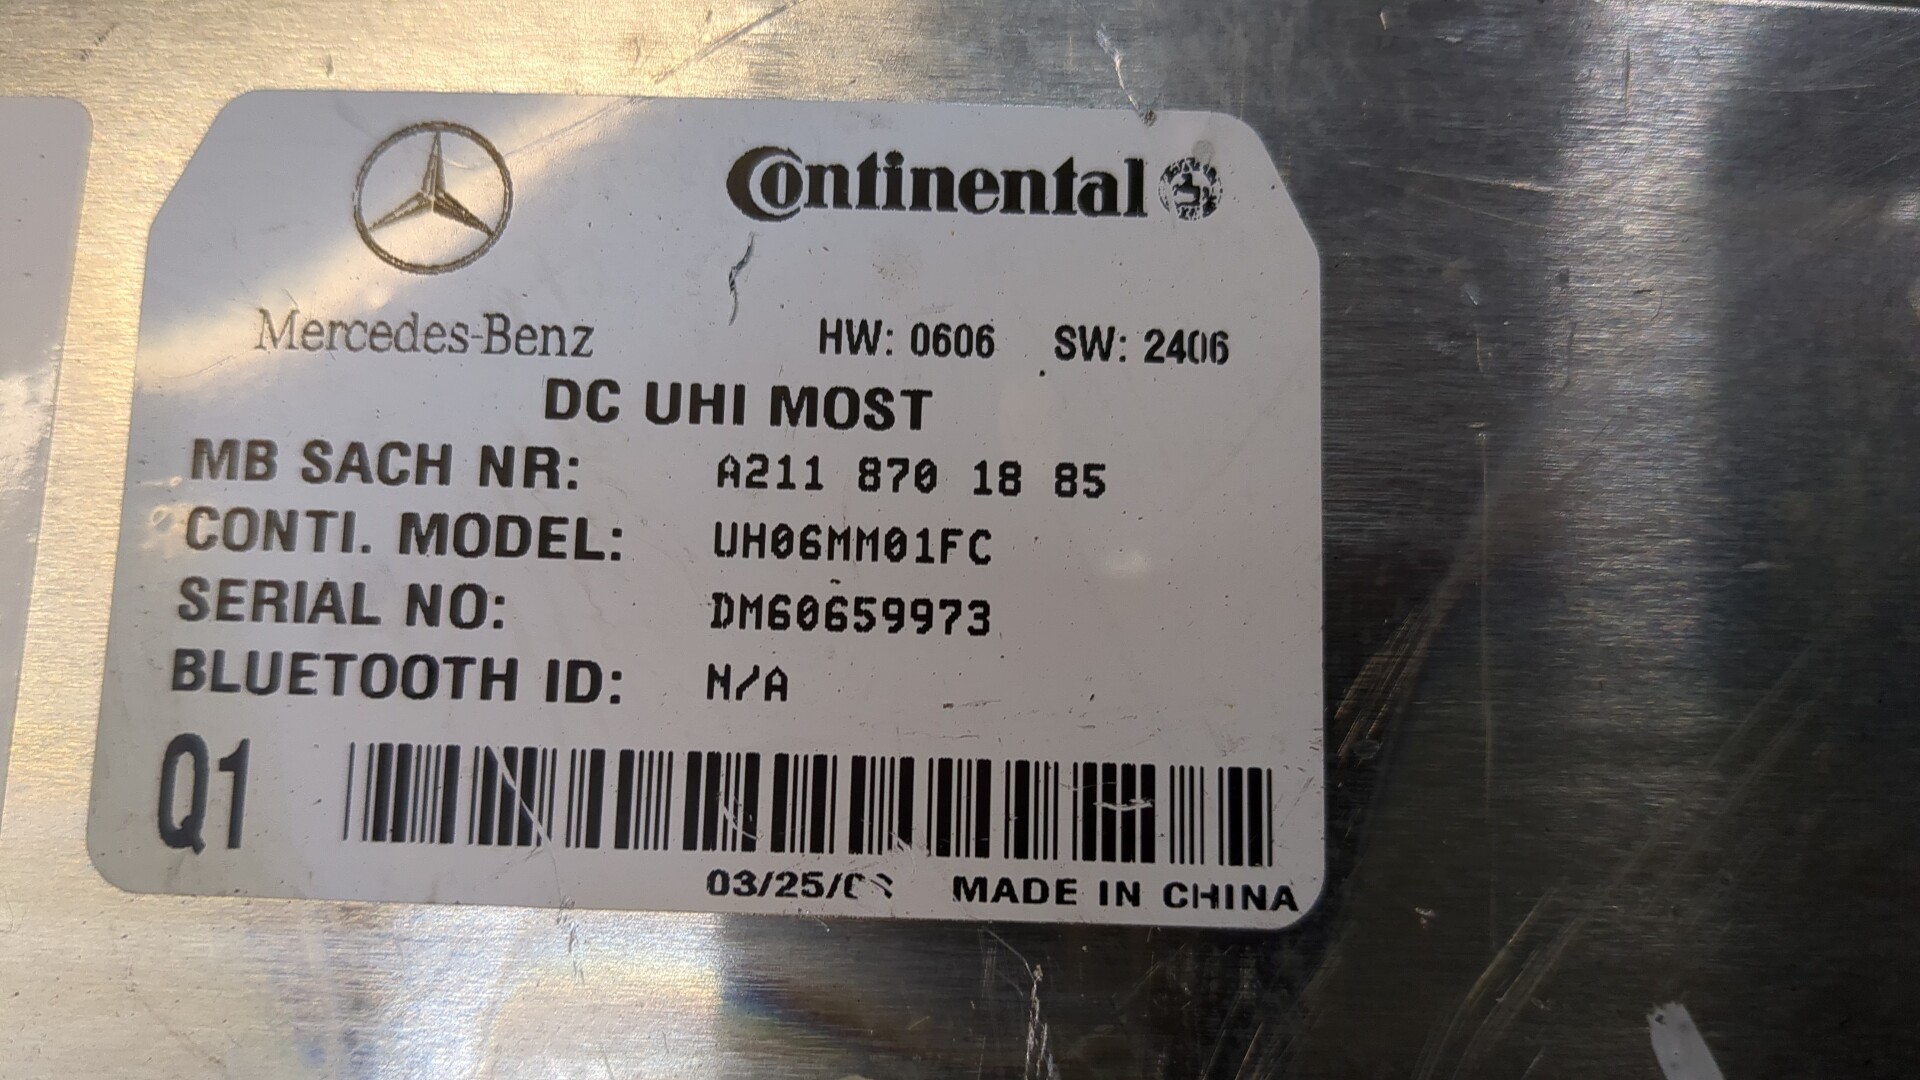 Continental
Mercedes-Benz
HW: 0606 SW: 2406
DC UHI MOST
MB SACH NR: A211 870 18 85
CONTI. MODEL: UH06MM01FC
SERIAL NO: DM60659973
BLUETOOTH ID: N/A
Q1
MADE IN CHINA